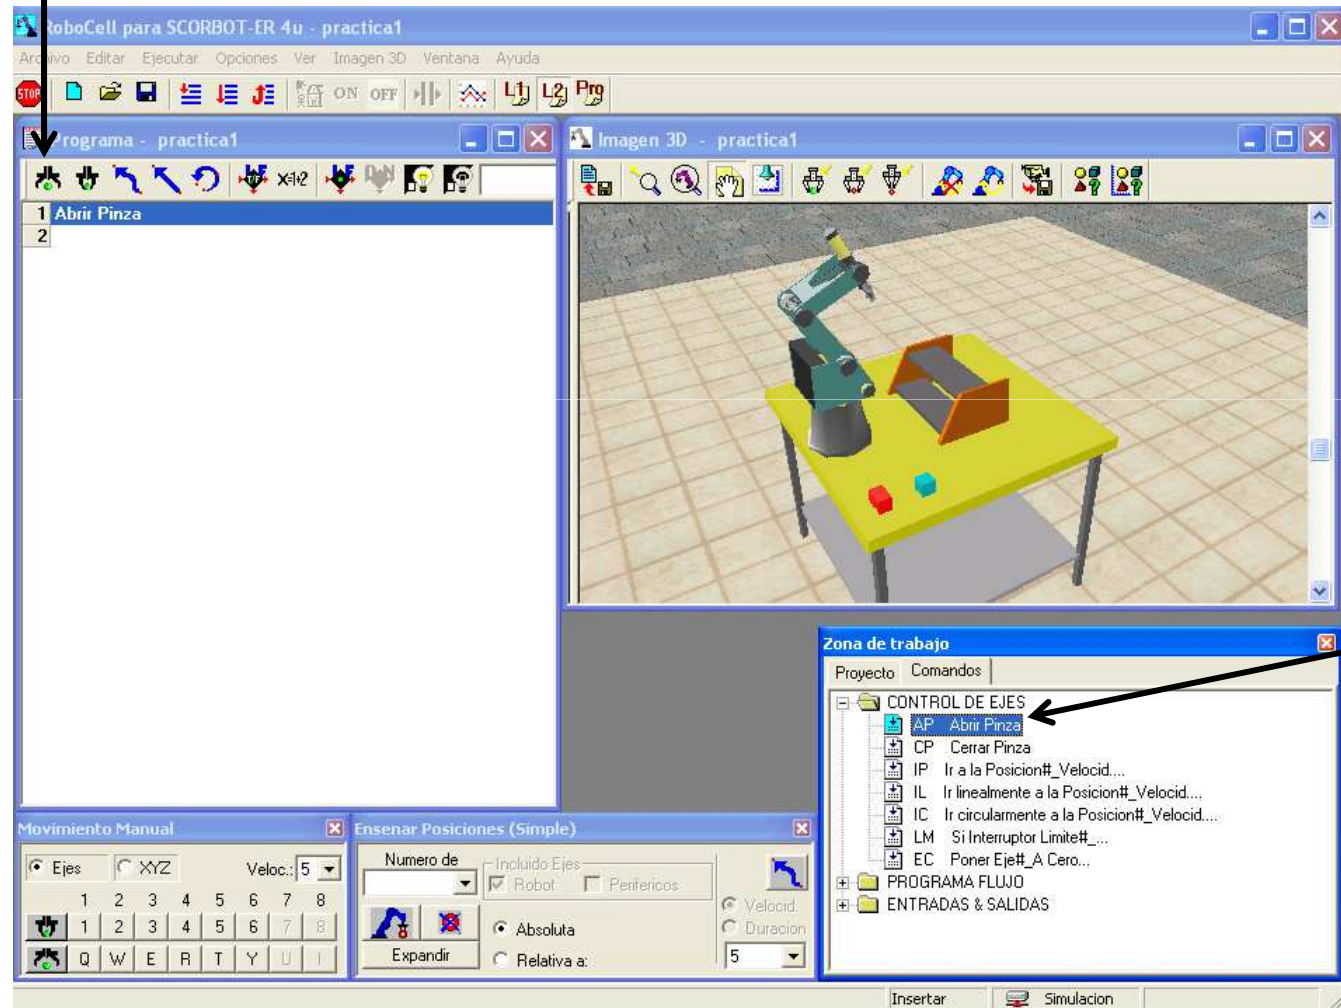 RoboCell para SCORBOT-ER 4u - practica1
Archivo Editar Ejecutar Opciones Ver Imagen 3D Ventana Ayuda
STOP ON OFF L1 L2 Prg
Programa - practica1
X=1+2
1 Abrir Pinza
2
Imagen 3D - practica1
Zona de trabajo
Proyecto Comandos
CONTROL DE EJES
AP Abrir Pinza
CP Cerrar Pinza
IP Ir a la Posicion#_Velocid....
IL Ir linealmente a la Posicion#_Velocid....
IC Ir circularmente a la Posicion#_Velocid....
LM Si Interruptor Limite#_...
EC Poner Eje#_A Cero...
PROGRAMA FLUJO
ENTRADAS & SALIDAS
Movimiento Manual
Ejes XYZ Veloc.: 5
1 2 3 4 5 6 7 8
1 2 3 4 5 6 7 8
Q W E R T Y U I
Ensenar Posiciones (Simple)
Numero de
Incluido Ejes
Robot Perifericos
Absoluta
Expandir
Relativa a:
Velocid.
Duracion
5
Insertar Simulacion